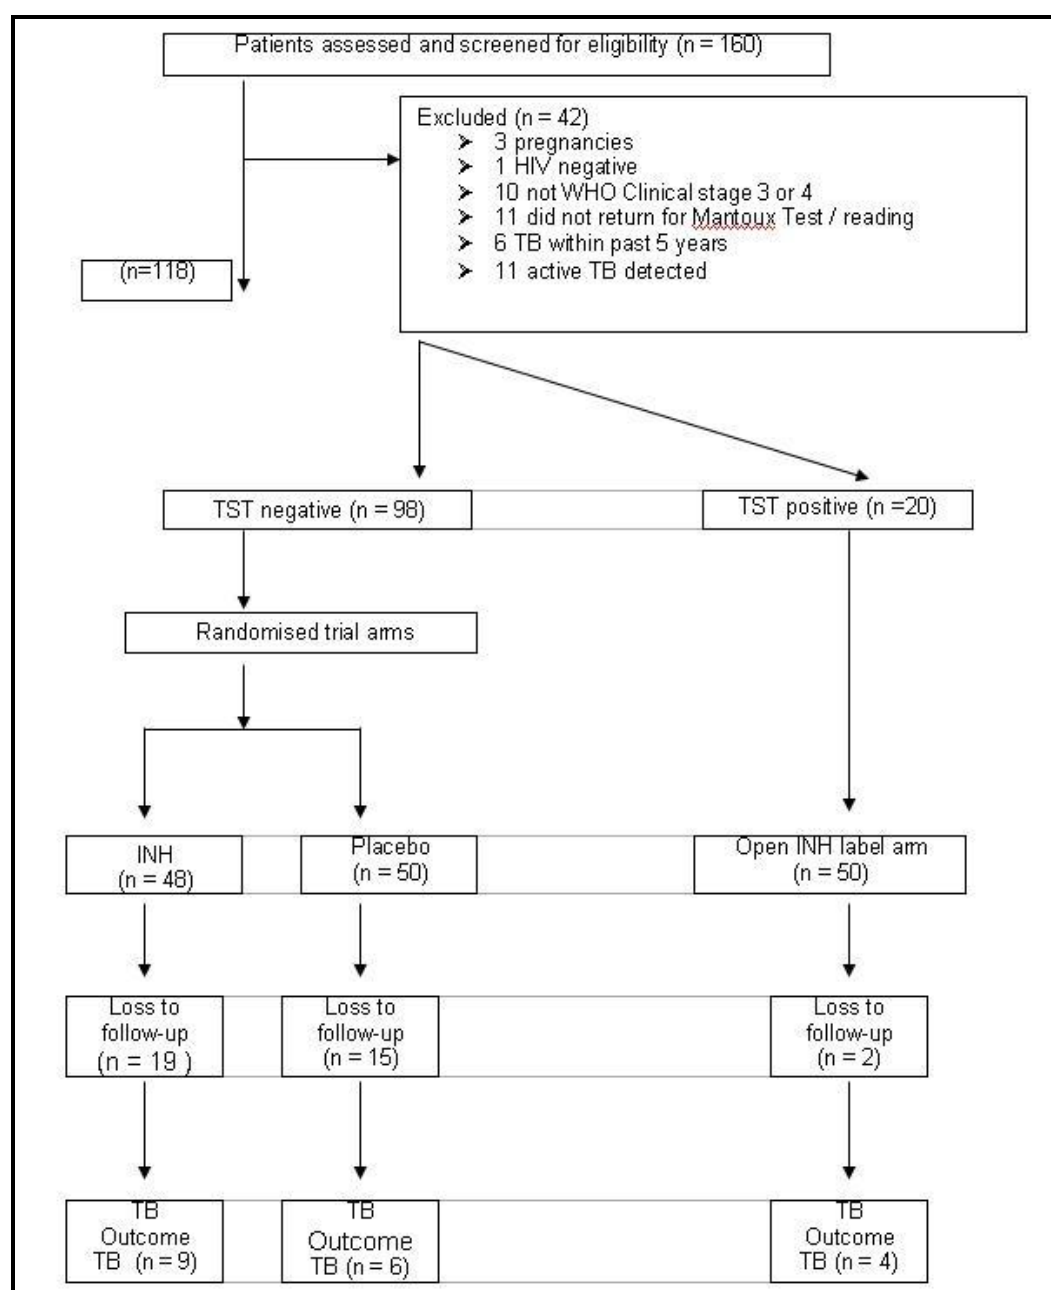 Patients assessed and screened for eligibility (n = 160)
Excluded (n = 42)
➢ 3 pregnancies
➢ 1 HIV negative
➢ 10 not WHO Clinical stage 3 or 4
➢ 11 did not return for Mantoux Test / reading
➢ 6 TB within past 5 years
➢ 11 active TB detected
(n=118)
TST negative (n = 98)
TST positive (n =20)
Randomised trial arms
INH
(n = 48)
Placebo
(n = 50)
Open INH label arm
(n = 50)
Loss to
follow-up
(n = 19 )
Loss to
follow-up
(n = 15)
Loss to
follow-up
(n = 2)
TB
Outcome
TB (n = 9)
TB
Outcome
TB (n = 6)
TB
Outcome
TB (n = 4)